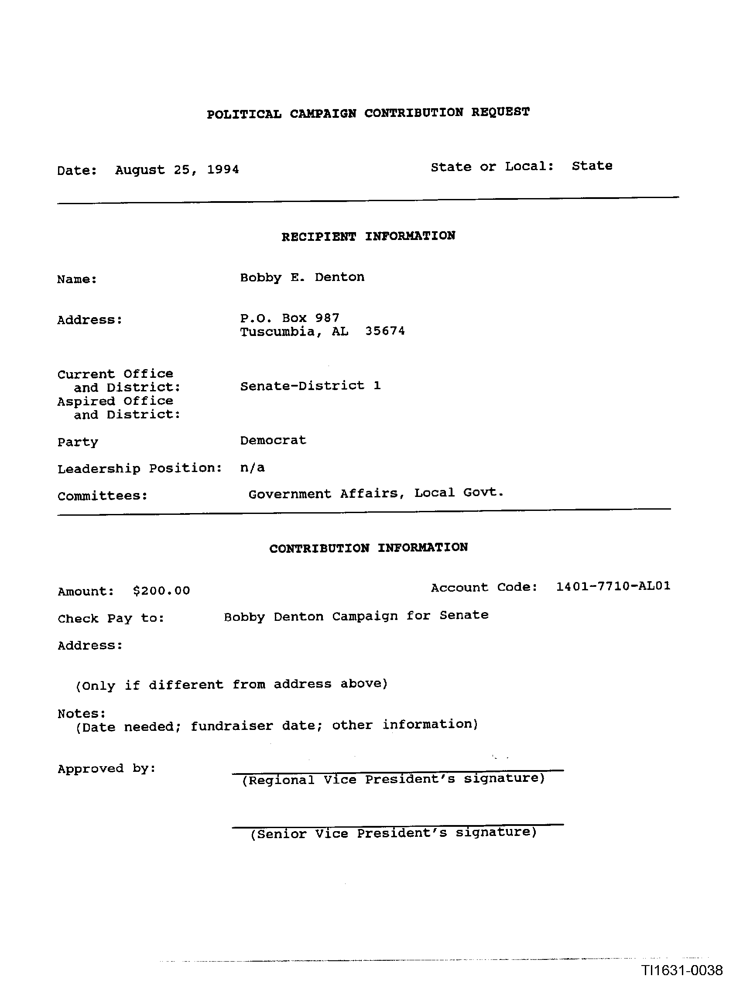 POLITICAL CAMPAIGN CONTRIBUTION REQUEST
Date: August 25, 1994 State or Local: State
RECIPIENT INFORMATION
Name: Bobby E. Denton
Address: P.O. Box 987
Tuscumbia, AL 35674
Current Office
and District: Senate-District 1
Aspired Office
and District:
Party Democrat
Leadership Position: n/a
Committees: Government Affairs, Local Govt.
CONTRIBUTION INFORMATION
Amount: $200.00 Account Code: 1401-7710-AL01
Check Pay to: Bobby Denton Campaign for Senate
Address:
(Only if different from address above)
Notes:
(Date needed; fundraiser date; other information)
Approved by:
(Regional Vice President's signature)
(Senior Vice President's signature)
TI1631-0038